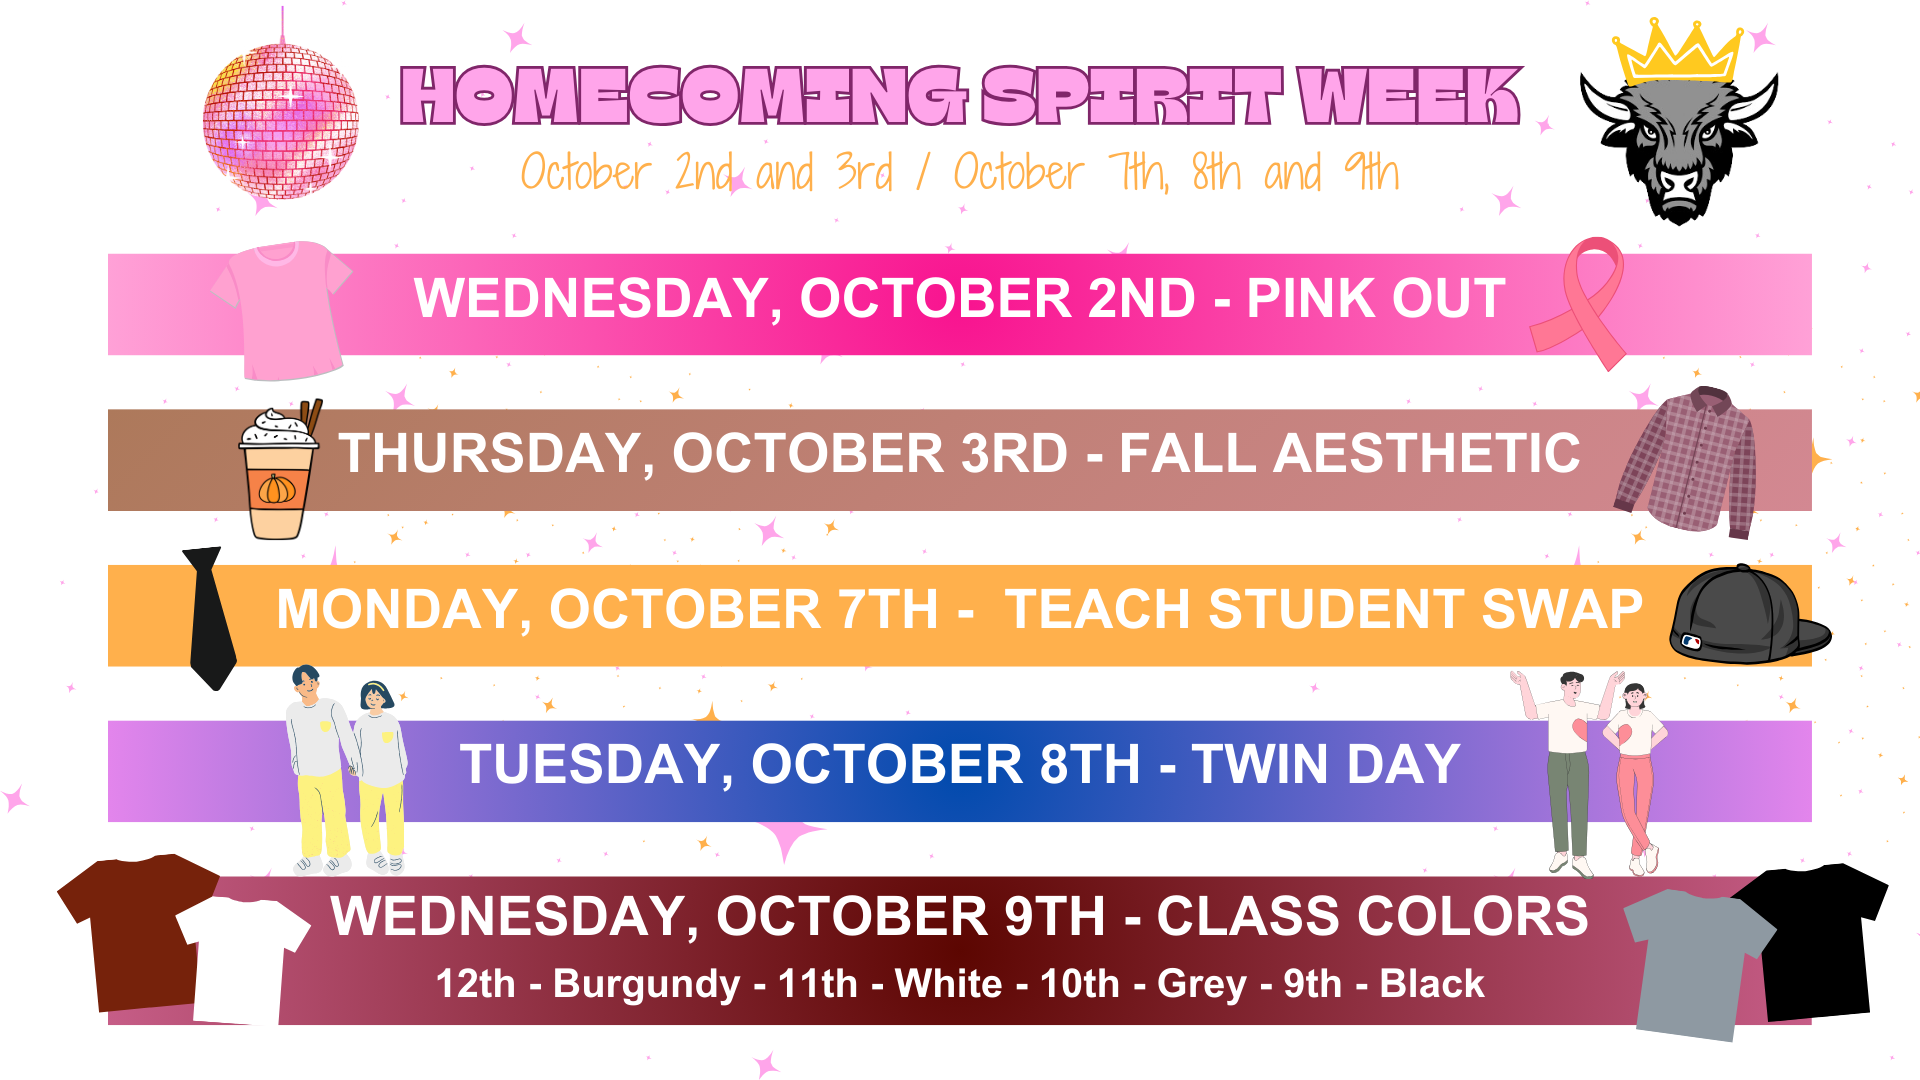 HOMECOMING SPIRIT WEEK
October 2nd and 3rd / October 7th, 8th and 9th
WEDNESDAY, OCTOBER 2ND - PINK OUT
THURSDAY, OCTOBER 3RD - FALL AESTHETIC
MONDAY, OCTOBER 7TH - TEACH STUDENT SWAP
TUESDAY, OCTOBER 8TH - TWIN DAY
WEDNESDAY, OCTOBER 9TH - CLASS COLORS
12th - Burgundy - 11th - White - 10th - Grey - 9th - Black